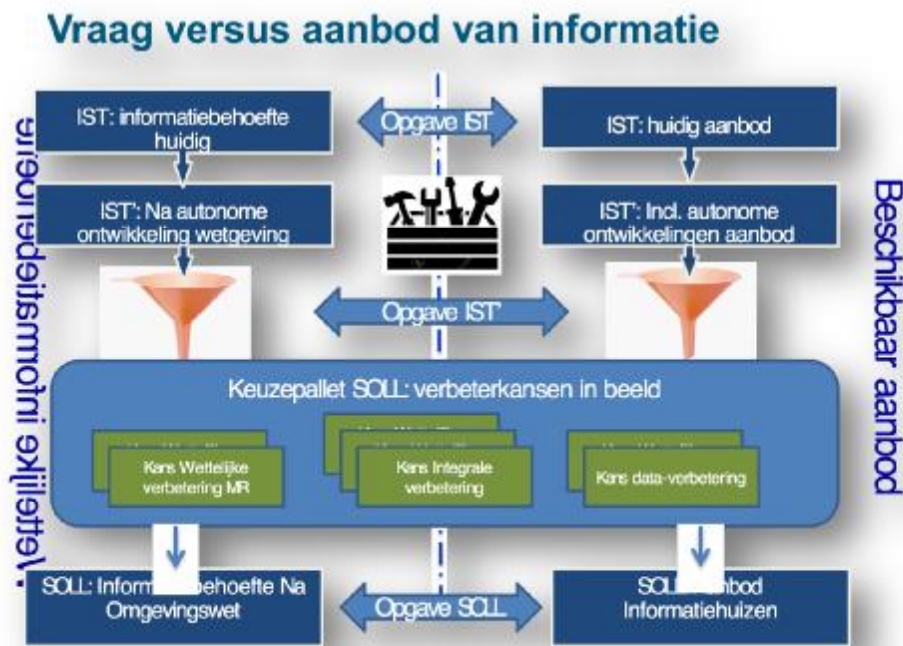 Vraag versus aanbod van informatie
IST: informatiebehoefte
huidig
Opgave IST
IST: huidig aanbod
IST': Na autonome
ontwikkeling wetgeving
IST': Incl. autonome
ontwikkelingen aanbod
Wettelijke informatiebehoefte
Beschikbaar aanbod
Opgave IST'
Keuzepallet SOLL: verbeterkansen in beeld
Kans Wettelijke
verbetering MR
Kans Integrale
verbetering
Kans data-verbetering
SOLL: Informatiebehoefte Na
Omgevingswet
Opgave SOLL
SOLL: Aanbod
Informatiehuizen